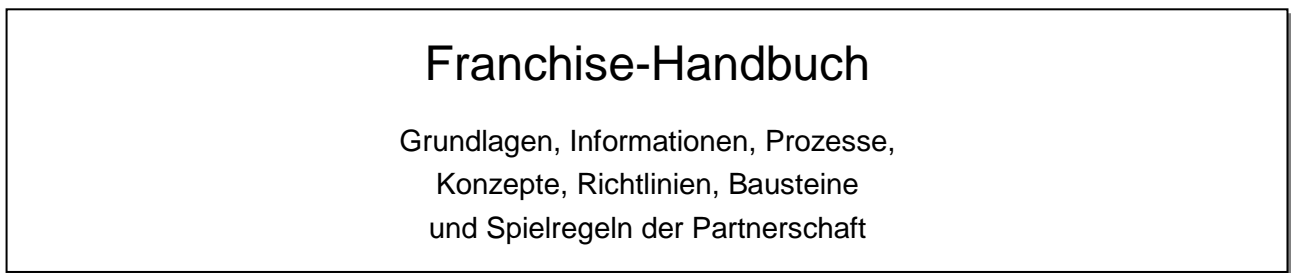 Franchise-Handbuch
Grundlagen, Informationen, Prozesse,
Konzepte, Richtlinien, Bausteine
und Spielregeln der Partnerschaft